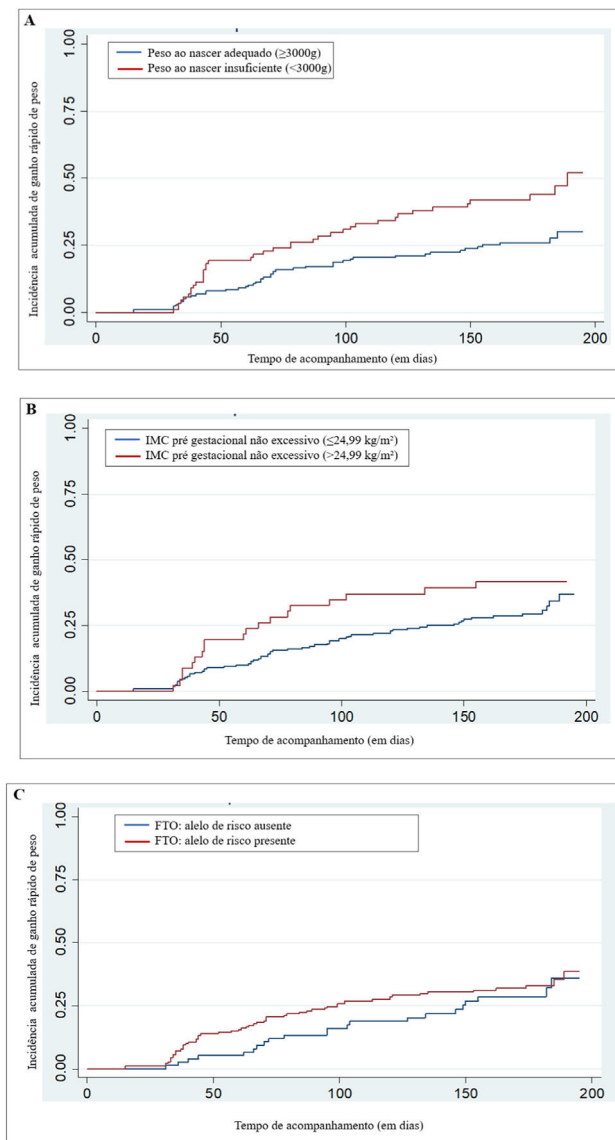 A
Peso ao nascer adequado (≥3000g)
Peso ao nascer insuficiente (<3000g)
Incidência acumulada de ganho rápido de peso
1.00
0.75
0.50
0.25
0.00
0
50
100
150
200
Tempo de acompanhamento (em dias)
B
IMC pré gestacional não excessivo (≤24,99 kg/m²)
IMC pré gestacional não excessivo (>24,99 kg/m²)
Incidência acumulada de ganho rápido de peso
1.00
0.75
0.50
0.25
0.00
0
50
100
150
200
Tempo de acompanhamento (em dias)
C
FTO: alelo de risco ausente
FTO: alelo de risco presente
Incidência acumulada de ganho rápido de peso
1.00
0.75
0.50
0.25
0.00
0
50
100
150
200
Tempo de acompanhamento (em dias)